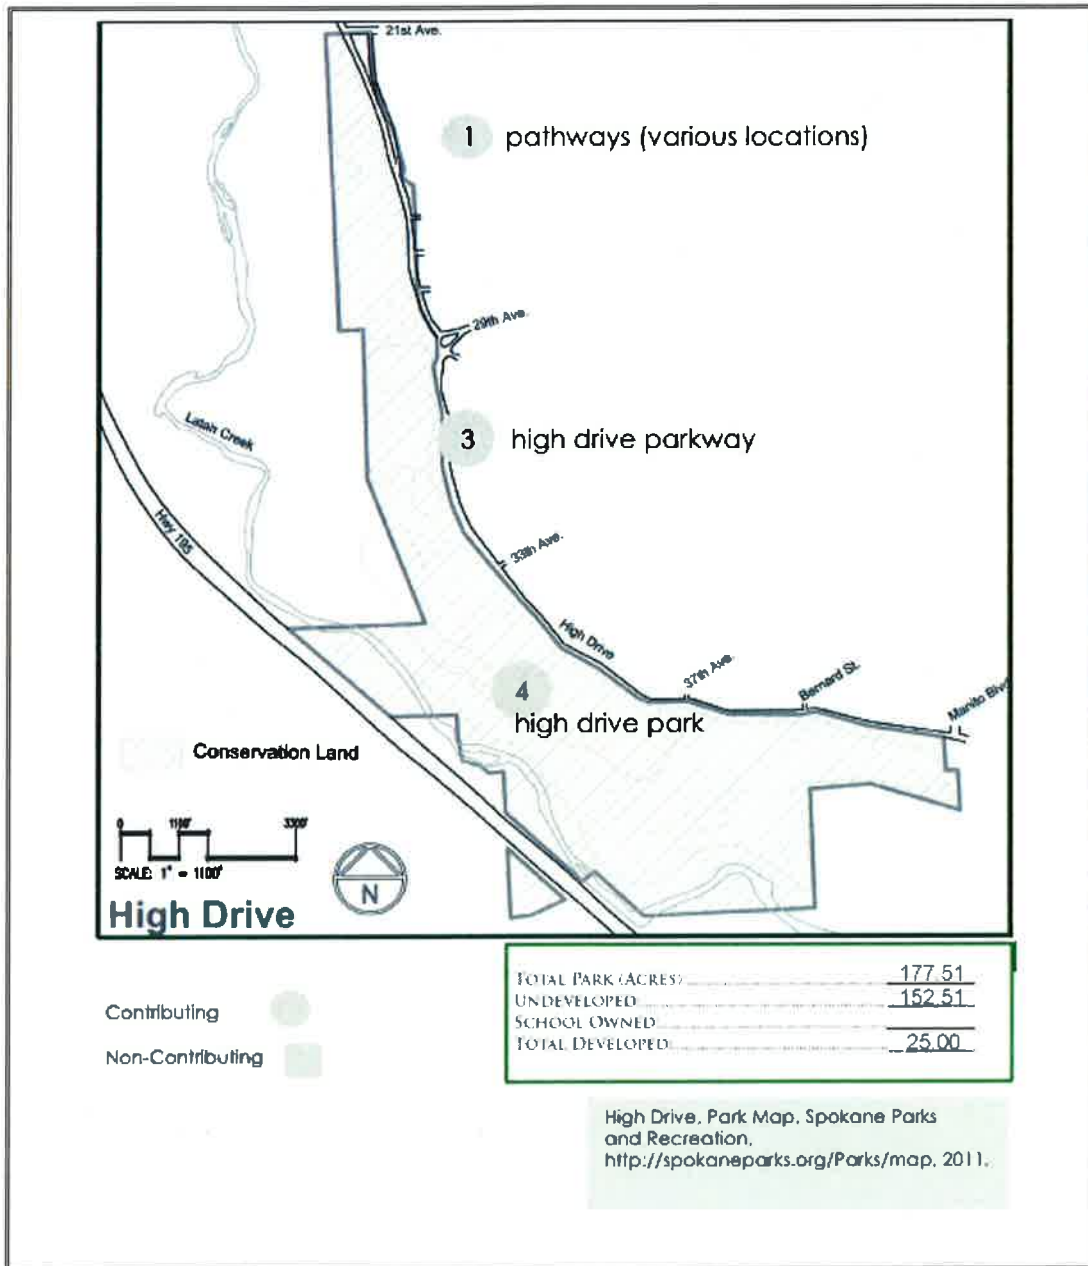 21st Ave.
1 pathways (various locations)
29th Ave.
Latah Creek
3 high drive parkway
Hwy 195
33th Ave.
High Drive
37th Ave.
Bernard St.
Manito Blvd
4
high drive park
Conservation Land
0 1100' 3300'
SCALE: 1" = 1100'
N
High Drive
Contributing
Non-Contributing
TOTAL PARK (ACRES) 177.51
UNDEVELOPED 152.51
SCHOOL OWNED
TOTAL DEVELOPED 25.00
High Drive, Park Map, Spokane Parks
and Recreation,
http://spokaneparks.org/Parks/map, 2011.